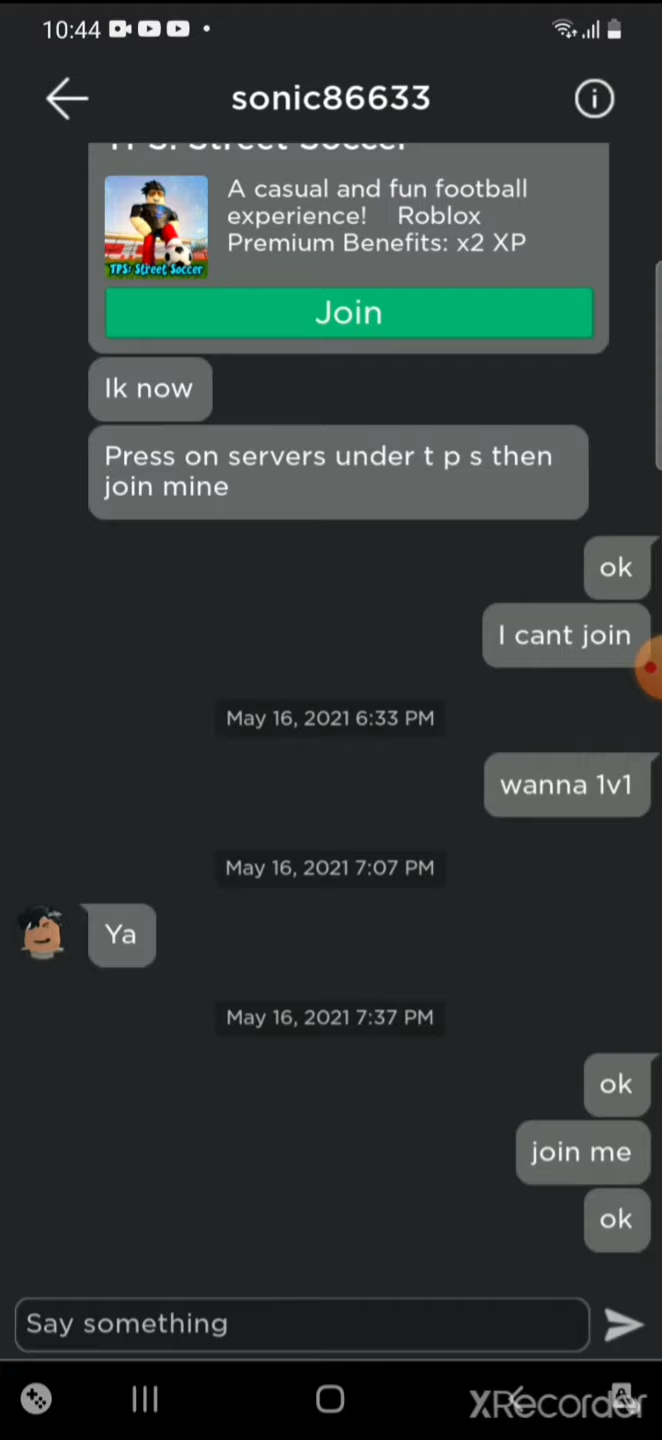 10:44
sonic86633
TPS: Street Soccer
A casual and fun football
experience! Roblox
Premium Benefits: x2 XP
TPS: Street Soccer
Join
Ik now
Press on servers under t p s then
join mine
ok
I cant join
May 16, 2021 6:33 PM
wanna 1v1
May 16, 2021 7:07 PM
Ya
May 16, 2021 7:37 PM
ok
join me
ok
Say something
XRecorder